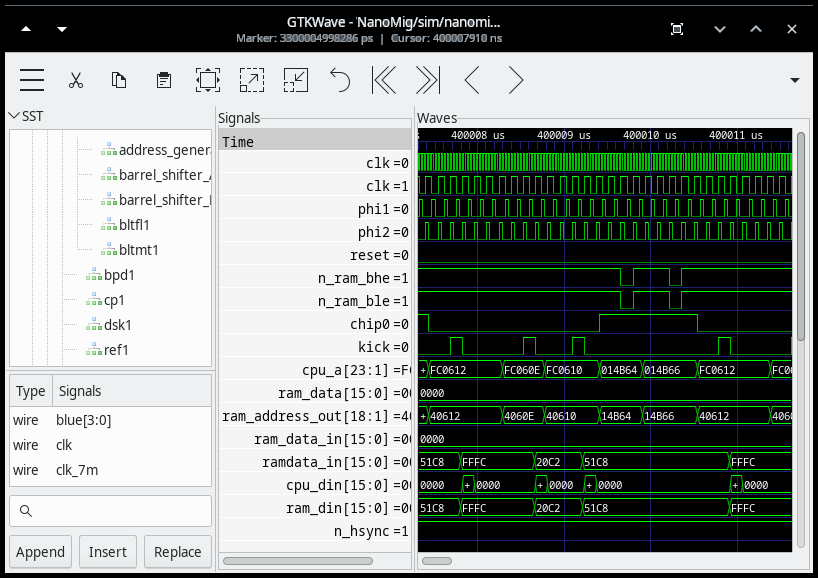 GTKWave - 'NanoMig/sim/nanomi...
Marker: 3300004998286 ps | Cursor: 400007910 ns
SST
address_gener
barrel_shifter_
barrel_shifter_
bltfl1
bltmt1
bpd1
cp1
dsk1
ref1
Type Signals
wire blue[3:0]
wire clk
wire clk_7m
Append Insert Replace
Signals
Time
clk=0
clk=1
phi1=0
phi2=0
reset=0
n_ram_bhe=1
n_ram_ble=1
chip0=0
kick=0
cpu_a[23:1]=F
ram_data[15:0]=0
ram_address_out[18:1]=4
ram_data_in[15:0]=0
ramdata_in[15:0]=0
cpu_din[15:0]=0
ram_din[15:0]=0
n_hsync=1
Waves
400008 us 400009 us 400010 us 400011 us
+ FC0612 FC060E FC0610 014B64 014B66 FC0612 FC0
0000
+ 40612 4060E 40610 14B64 14B66 40612 406
0000
51C8 FFFC 20C2 51C8 FFFC
0000 + 0000 + 0000 + 0000 + 0000
51C8 FFFC 20C2 51C8 FFFC